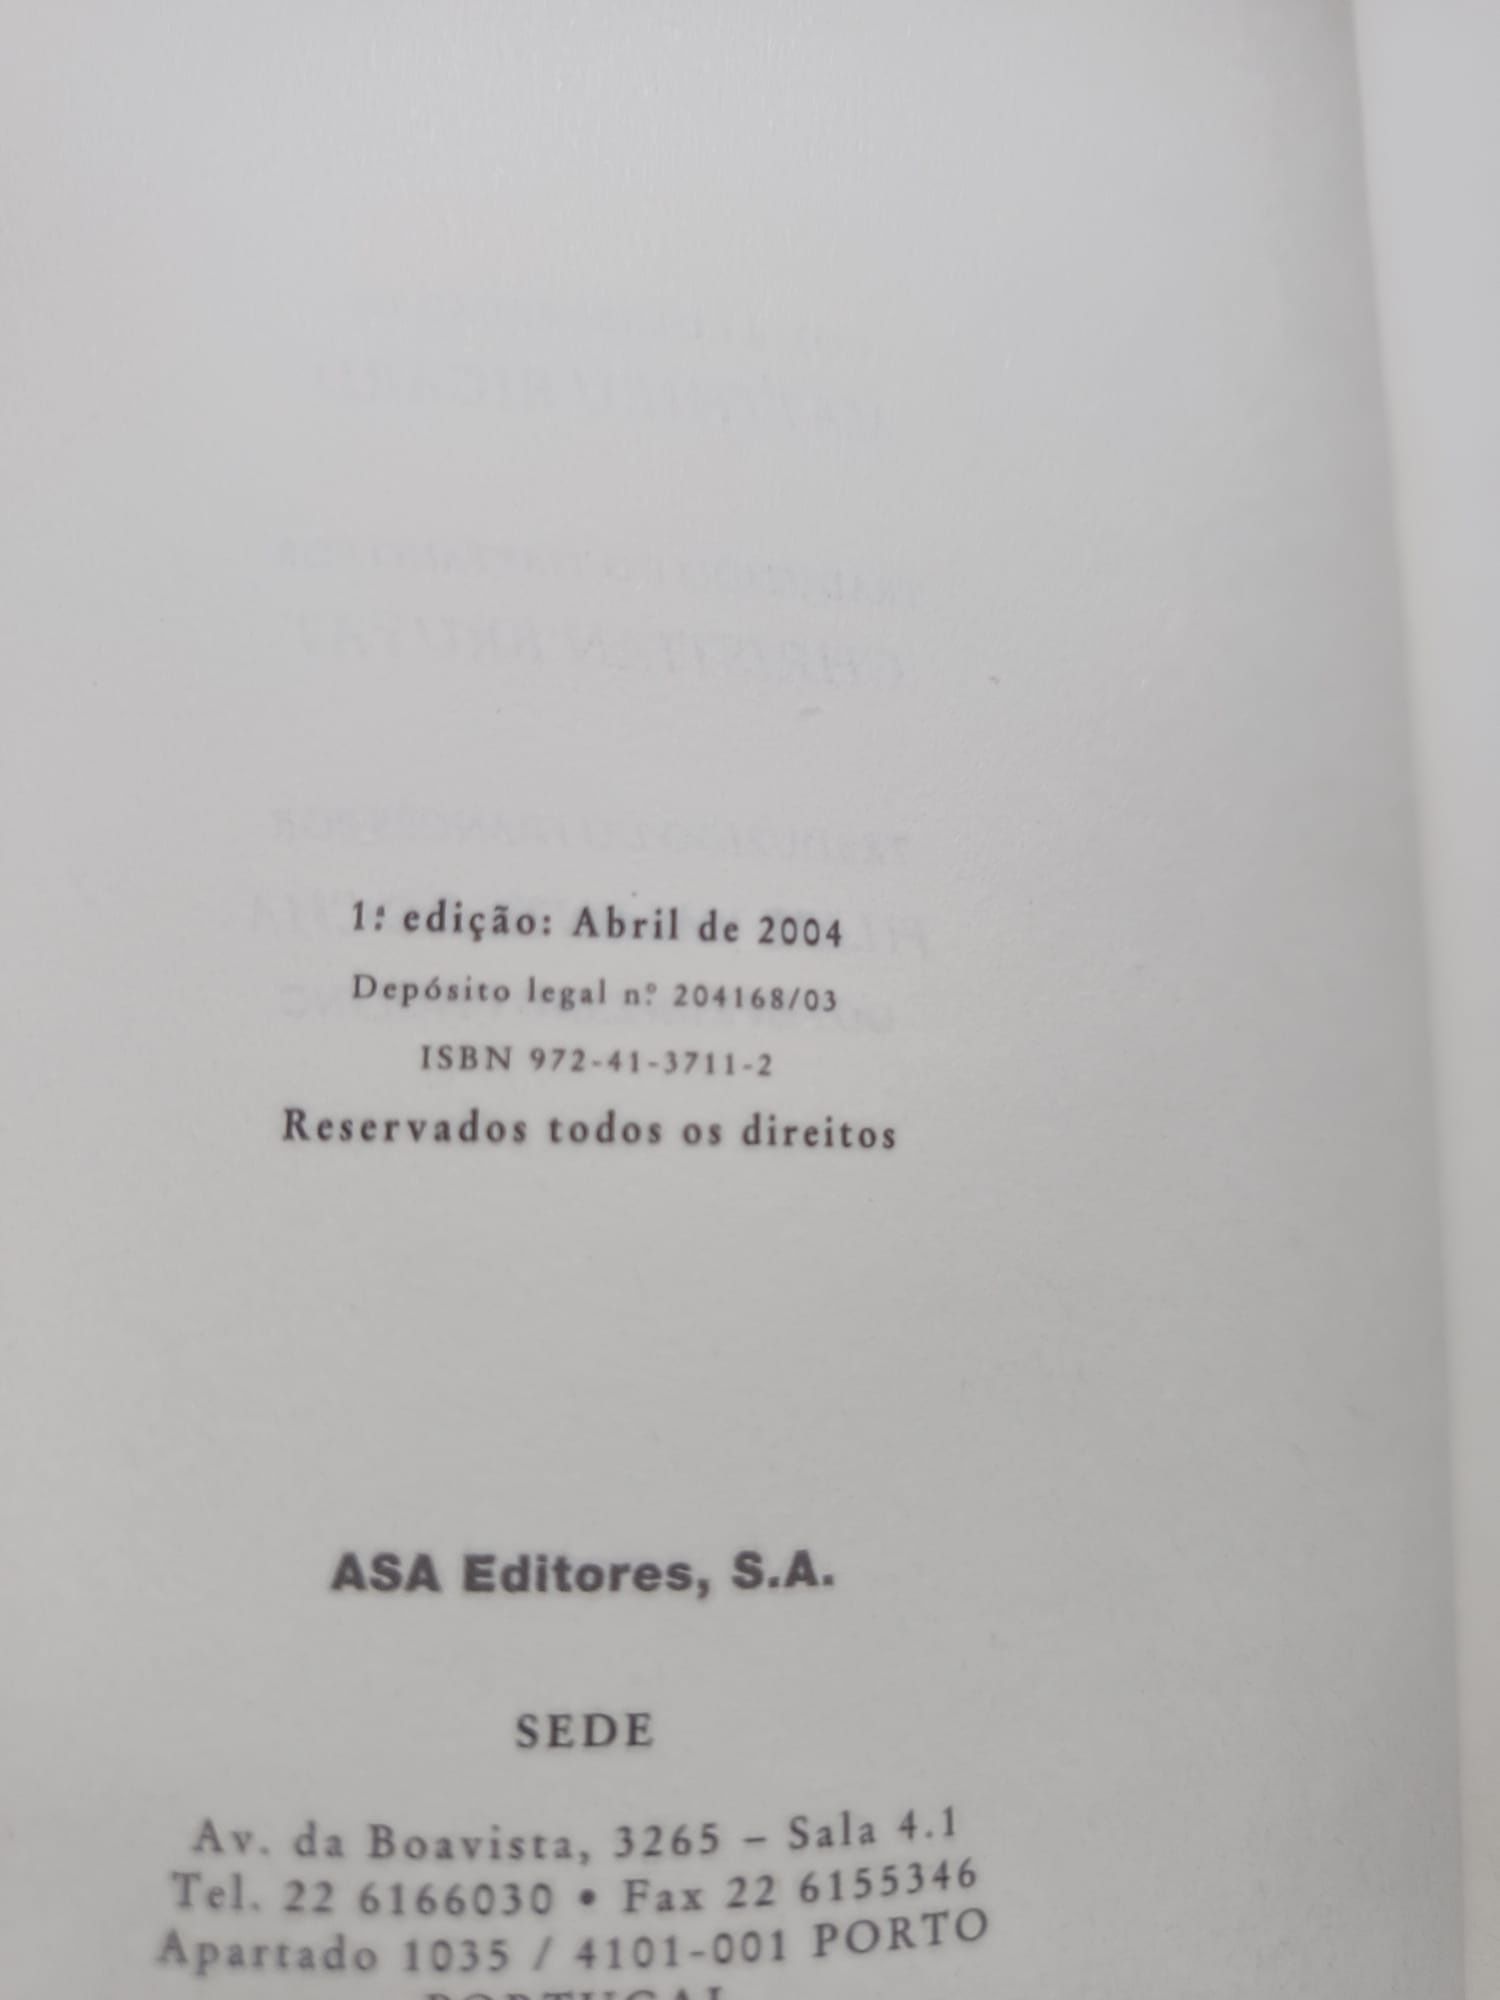 1.ª edição: Abril de 2004
Depósito legal n.º 204168/03
ISBN 972-41-3711-2
Reservados todos os direitos
ASA Editores, S.A.
SEDE
Av. da Boavista, 3265 – Sala 4.1
Tel. 22 6166030 • Fax 22 6155346
Apartado 1035 / 4101-001 PORTO
PORTUGAL